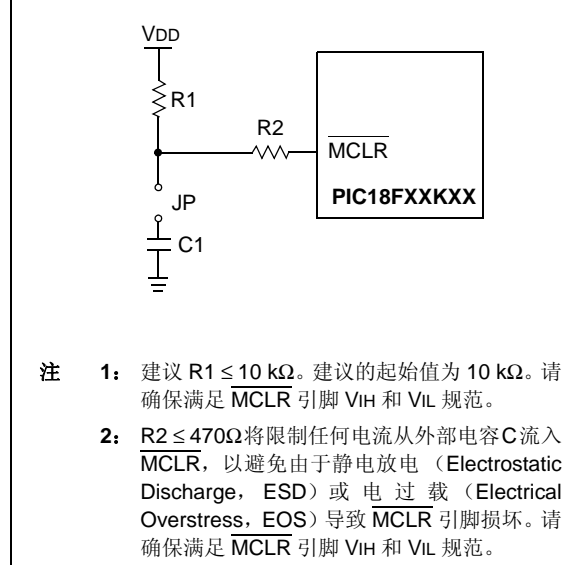 VDD
R1
R2
MCLR
PIC18FXXKXX
JP
C1
注 1： 建议 R1 ≤ 10 kΩ。建议的起始值为 10 kΩ。请
确保满足 MCLR 引脚 VIH 和 VIL 规范。
2： R2 ≤ 470Ω将限制任何电流从外部电容C流入
MCLR，以避免由于静电放电 （Electrostatic
Discharge， ESD）或 电 过 载 （Electrical
Overstress，EOS）导致 MCLR 引脚损坏。请
确保满足 MCLR 引脚 VIH 和 VIL 规范。